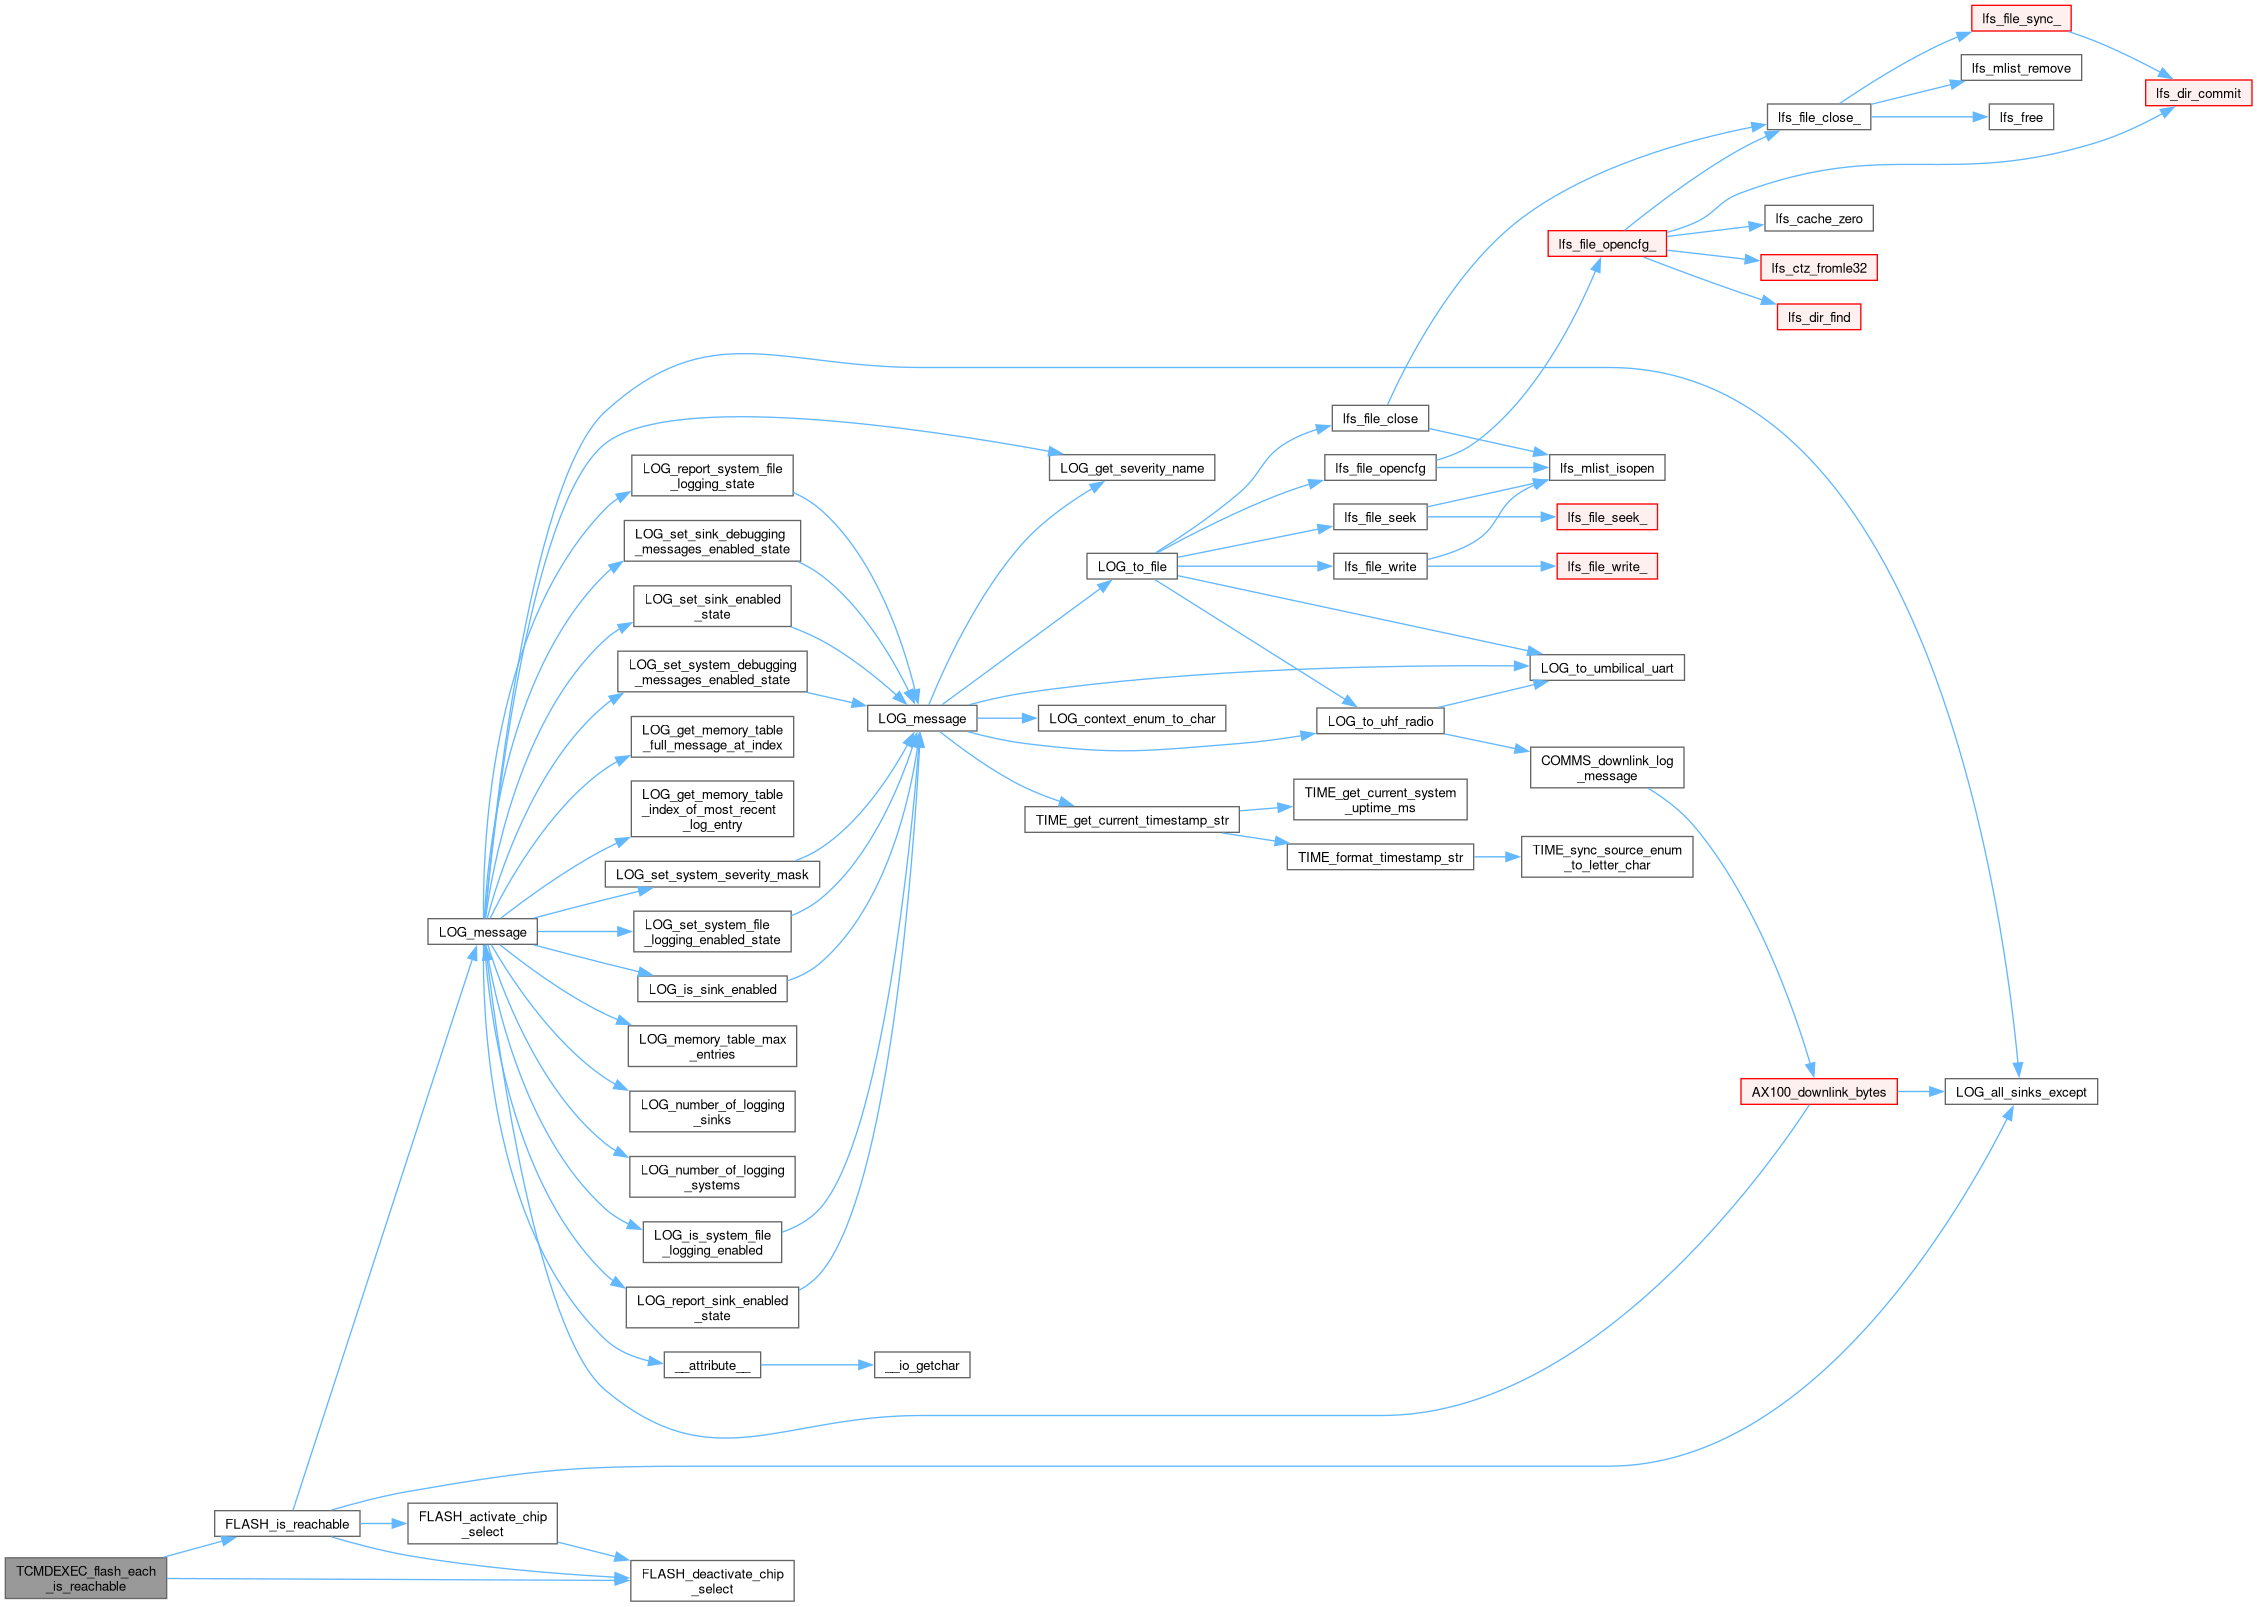 lfs_file_sync_
lfs_mlist_remove
lfs_dir_commit
lfs_file_close_
lfs_free
lfs_cache_zero
lfs_file_opencfg_
lfs_ctz_fromle32
lfs_dir_find
lfs_file_close
LOG_report_system_file
_logging_state
LOG_get_severity_name
lfs_file_opencfg
lfs_mlist_isopen
lfs_file_seek
lfs_file_seek_
LOG_set_sink_debugging
_messages_enabled_state
LOG_to_file
lfs_file_write
lfs_file_write_
LOG_set_sink_enabled
_state
LOG_set_system_debugging
_messages_enabled_state
LOG_to_umbilical_uart
LOG_message
LOG_context_enum_to_char
LOG_to_uhf_radio
LOG_get_memory_table
_full_message_at_index
COMMS_downlink_log
_message
LOG_get_memory_table
_index_of_most_recent
_log_entry
TIME_get_current_timestamp_str
TIME_get_current_system
_uptime_ms
TIME_format_timestamp_str
TIME_sync_source_enum
_to_letter_char
LOG_set_system_severity_mask
LOG_message
LOG_set_system_file
_logging_enabled_state
LOG_is_sink_enabled
LOG_memory_table_max
_entries
AX100_downlink_bytes
LOG_all_sinks_except
LOG_number_of_logging
_sinks
LOG_number_of_logging
_systems
LOG_is_system_file
_logging_enabled
LOG_report_sink_enabled
_state
__attribute__
__io_getchar
FLASH_is_reachable
FLASH_activate_chip
_select
TCMDEXEC_flash_each
_is_reachable
FLASH_deactivate_chip
_select